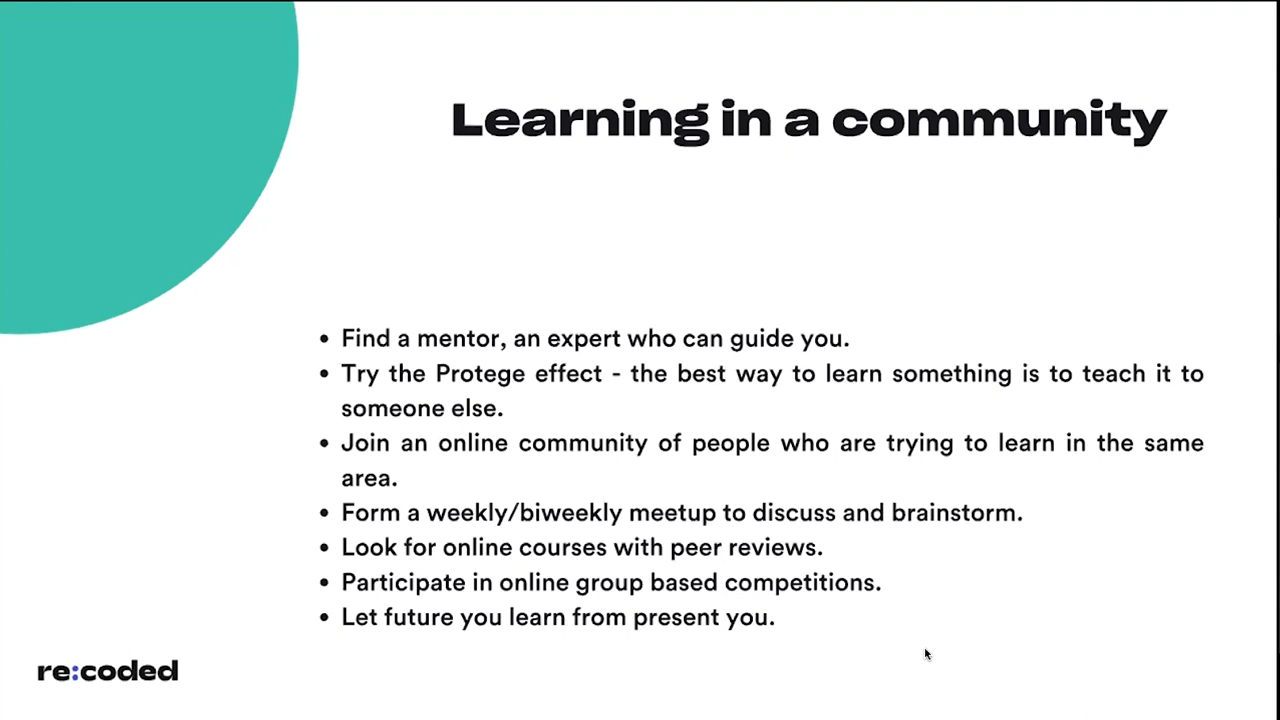 Learning in a community
• Find a mentor, an expert who can guide you.
• Try the Protege effect - the best way to learn something is to teach it to
someone else.
• Join an online community of people who are trying to learn in the same
area.
• Form a weekly/biweekly meetup to discuss and brainstorm.
• Look for online courses with peer reviews.
• Participate in online group based competitions.
• Let future you learn from present you.
re:coded